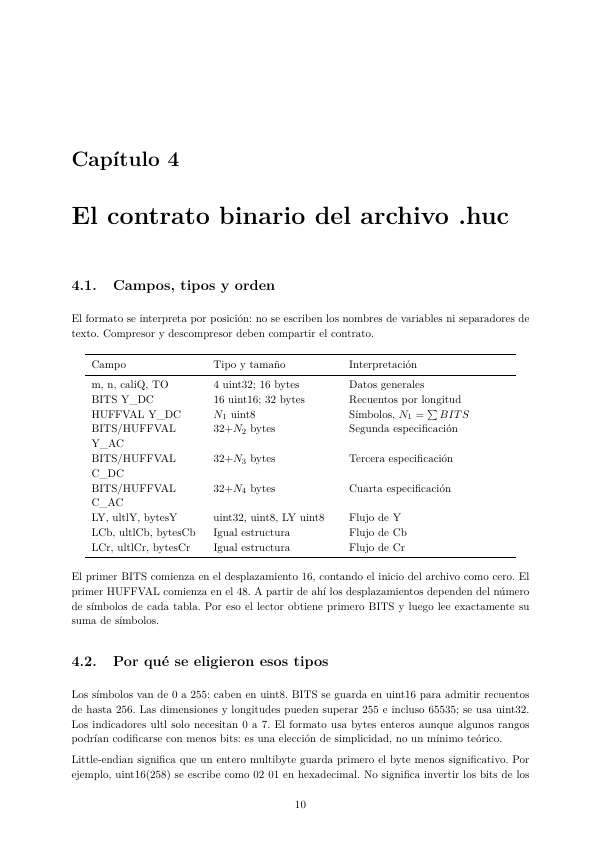 Capítulo 4
El contrato binario del archivo .huc
4.1. Campos, tipos y orden
El formato se interpreta por posición: no se escriben los nombres de variables ni separadores de
texto. Compresor y descompresor deben compartir el contrato.
Campo Tipo y tamaño Interpretación
m, n, caliQ, TO 4 uint32; 16 bytes Datos generales
BITS Y_DC 16 uint16; 32 bytes Recuentos por longitud
HUFFVAL Y_DC N₁ uint8 Símbolos, N₁ = ∑ BITS
BITS/HUFFVAL 32+N₂ bytes Segunda especificación
Y_AC
BITS/HUFFVAL 32+N₃ bytes Tercera especificación
C_DC
BITS/HUFFVAL 32+N₄ bytes Cuarta especificación
C_AC
LY, ultlY, bytesY uint32, uint8, LY uint8 Flujo de Y
LCb, ultlCb, bytesCb Igual estructura Flujo de Cb
LCr, ultlCr, bytesCr Igual estructura Flujo de Cr
El primer BITS comienza en el desplazamiento 16, contando el inicio del archivo como cero. El
primer HUFFVAL comienza en el 48. A partir de ahí los desplazamientos dependen del número
de símbolos de cada tabla. Por eso el lector obtiene primero BITS y luego lee exactamente su
suma de símbolos.
4.2. Por qué se eligieron esos tipos
Los símbolos van de 0 a 255: caben en uint8. BITS se guarda en uint16 para admitir recuentos
de hasta 256. Las dimensiones y longitudes pueden superar 255 e incluso 65535; se usa uint32.
Los indicadores ultl solo necesitan 0 a 7. El formato usa bytes enteros aunque algunos rangos
podrían codificarse con menos bits: es una elección de simplicidad, no un mínimo teórico.
Little-endian significa que un entero multibyte guarda primero el byte menos significativo. Por
ejemplo, uint16(258) se escribe como 02 01 en hexadecimal. No significa invertir los bits de los
10